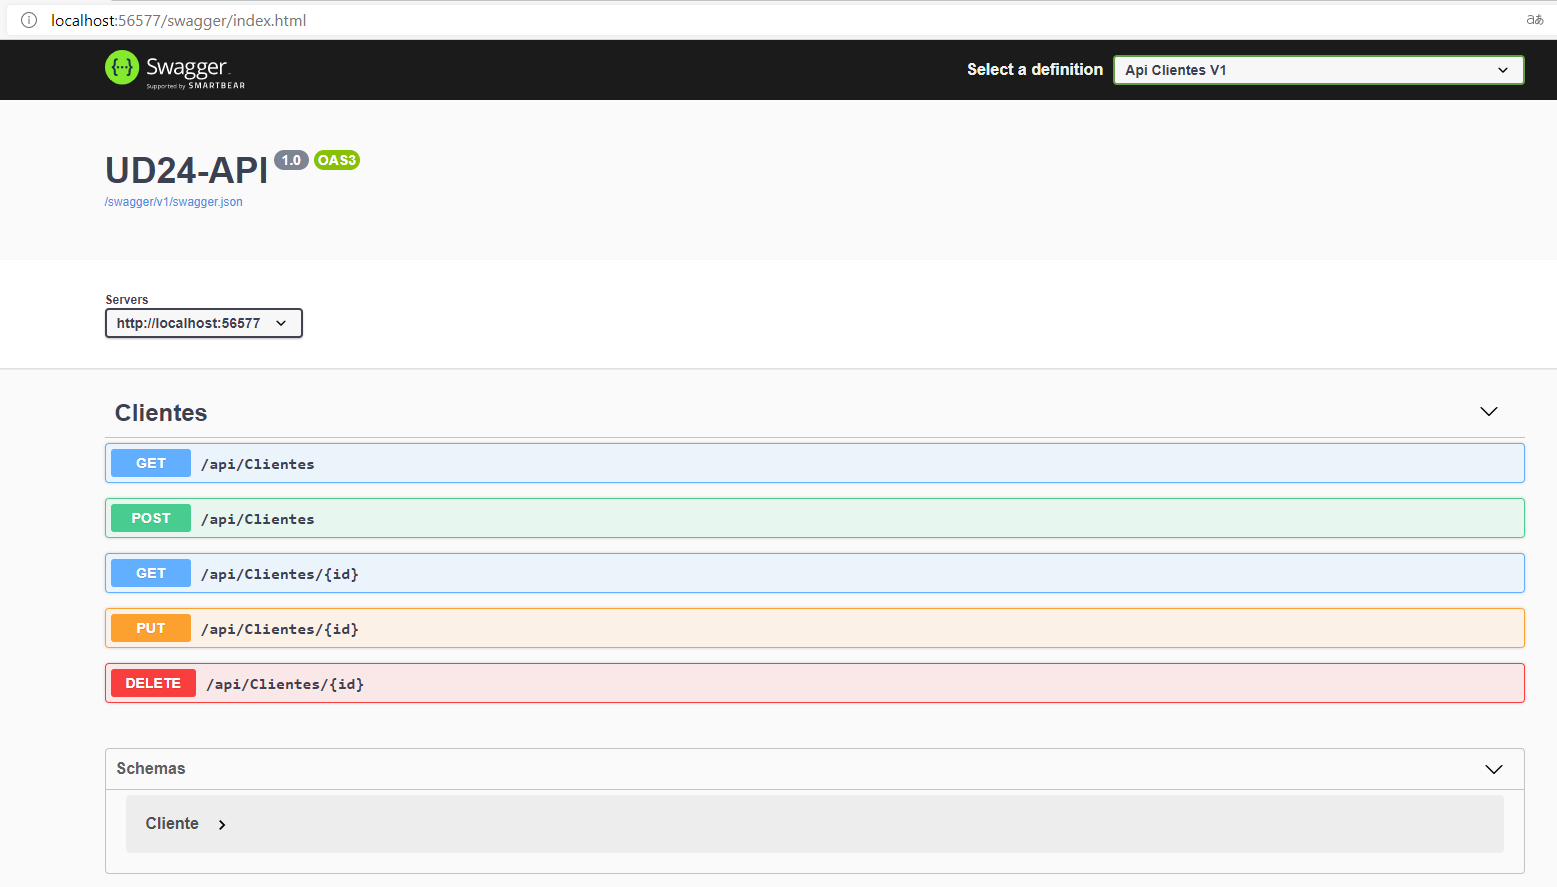 localhost:56577/swagger/index.html
aあ
Swagger
Supported by SMARTBEAR
Select a definition
Api Clientes V1
UD24-API 1.0 OAS3
/swagger/v1/swagger.json
Servers
http://localhost:56577
Clientes
GET /api/Clientes
POST /api/Clientes
GET /api/Clientes/{id}
PUT /api/Clientes/{id}
DELETE /api/Clientes/{id}
Schemas
Cliente